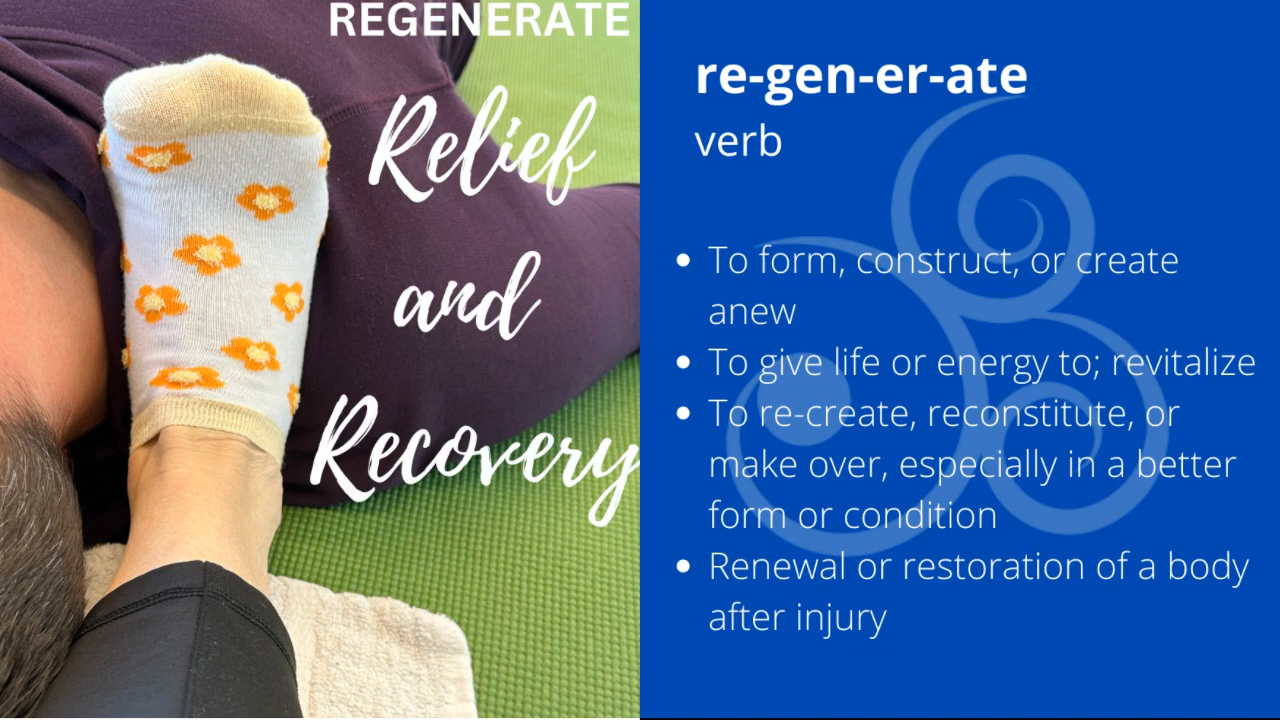 REGENERATE
Relief
and
Recovery
re-gen-er-ate
verb
• To form, construct, or create
anew
• To give life or energy to; revitalize
• To re-create, reconstitute, or
make over, especially in a better
form or condition
• Renewal or restoration of a body
after injury